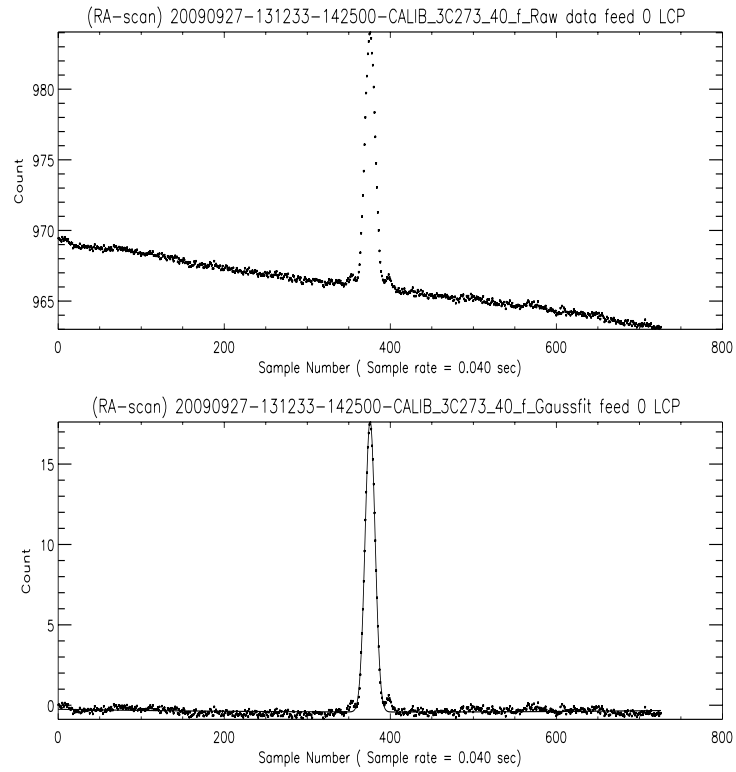 (RA-scan) 20090927-131233-142500-CALIB_3C273_40_f_Raw data feed 0 LCP
980
975
970
965
Count
0 200 400 600 800
Sample Number ( Sample rate = 0.040 sec)
(RA-scan) 20090927-131233-142500-CALIB_3C273_40_f_Gaussfit feed 0 LCP
15
10
5
0
Count
0 200 400 600 800
Sample Number ( Sample rate = 0.040 sec)